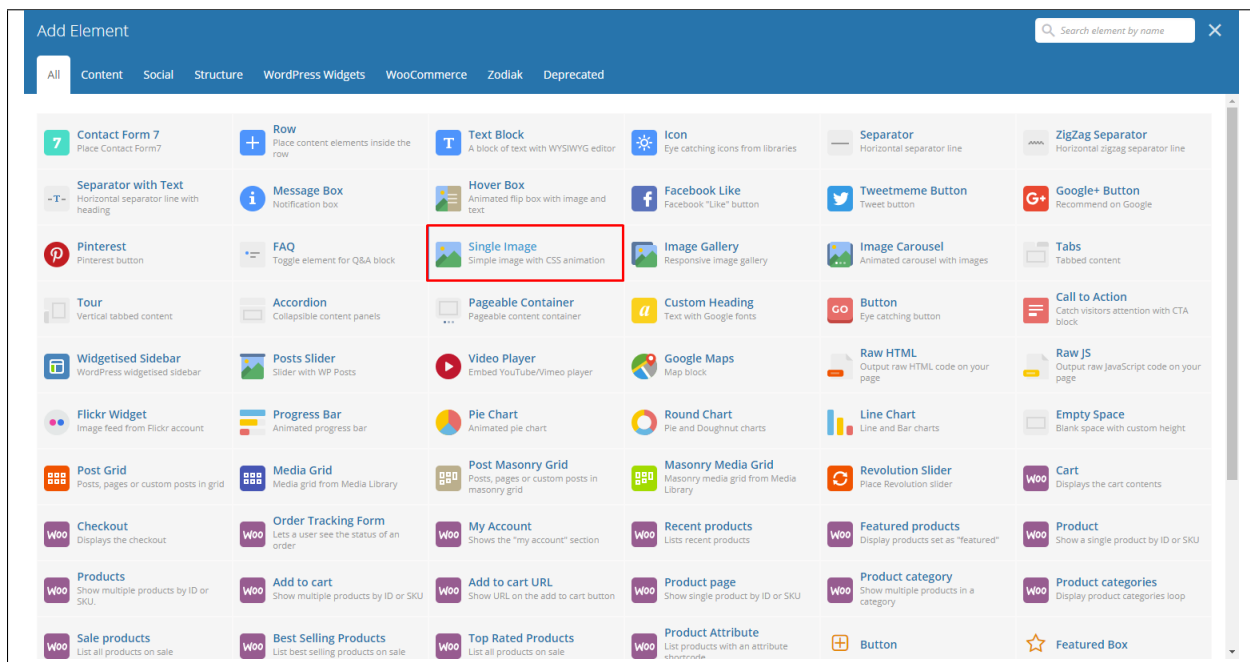 Add Element
Search element by name
All Content Social Structure WordPress Widgets WooCommerce Zodiak Deprecated
7
Contact Form 7
Place Contact Form7
Row
Place content elements inside the
row
T
Text Block
A block of text with WYSIWYG editor
Icon
Eye catching icons from libraries
Separator
Horizontal separator line
ZigZag Separator
Horizontal zigzag separator line
-T-
Separator with Text
Horizontal separator line with
heading
i
Message Box
Notification box
Hover Box
Animated flip box with image and
text
f
Facebook Like
Facebook "Like" button
Tweetmeme Button
Tweet button
G+
Google+ Button
Recommend on Google
Pinterest
Pinterest button
FAQ
Toggle element for Q&A block
Single Image
Simple image with CSS animation
Image Gallery
Responsive image gallery
Image Carousel
Animated carousel with images
Tabs
Tabbed content
Tour
Vertical tabbed content
Accordion
Collapsible content panels
Pageable Container
Pageable content container
a
Custom Heading
Text with Google fonts
GO
Button
Eye catching button
Call to Action
Catch visitors attention with CTA
block
Widgetised Sidebar
WordPress widgetised sidebar
Posts Slider
Slider with WP Posts
Video Player
Embed YouTube/Vimeo player
Google Maps
Map block
Raw HTML
Output raw HTML code on your
page
Raw JS
Output raw JavaScript code on your
page
Flickr Widget
Image feed from Flickr account
Progress Bar
Animated progress bar
Pie Chart
Animated pie chart
Round Chart
Pie and Doughnut charts
Line Chart
Line and Bar charts
Empty Space
Blank space with custom height
Post Grid
Posts, pages or custom posts in grid
Media Grid
Media grid from Media Library
Post Masonry Grid
Posts, pages or custom posts in
masonry grid
Masonry Media Grid
Masonry media grid from Media
Library
Revolution Slider
Place Revolution slider
Woo
Cart
Displays the cart contents
Woo
Checkout
Displays the checkout
Woo
Order Tracking Form
Lets a user see the status of an
order
Woo
My Account
Shows the "my account" section
Woo
Recent products
Lists recent products
Woo
Featured products
Display products set as "featured"
Woo
Product
Show a single product by ID or SKU
Woo
Products
Show multiple products by ID or
SKU.
Woo
Add to cart
Show multiple products by ID or SKU
Woo
Add to cart URL
Show URL on the add to cart button
Woo
Product page
Show single product by ID or SKU
Woo
Product category
Show multiple products in a
category
Woo
Product categories
Display product categories loop
Woo
Sale products
List all products on sale
Woo
Best Selling Products
List best selling products on sale
Woo
Top Rated Products
List all products on sale
Woo
Product Attribute
List products with an attribute
shortcode
Button
Featured Box